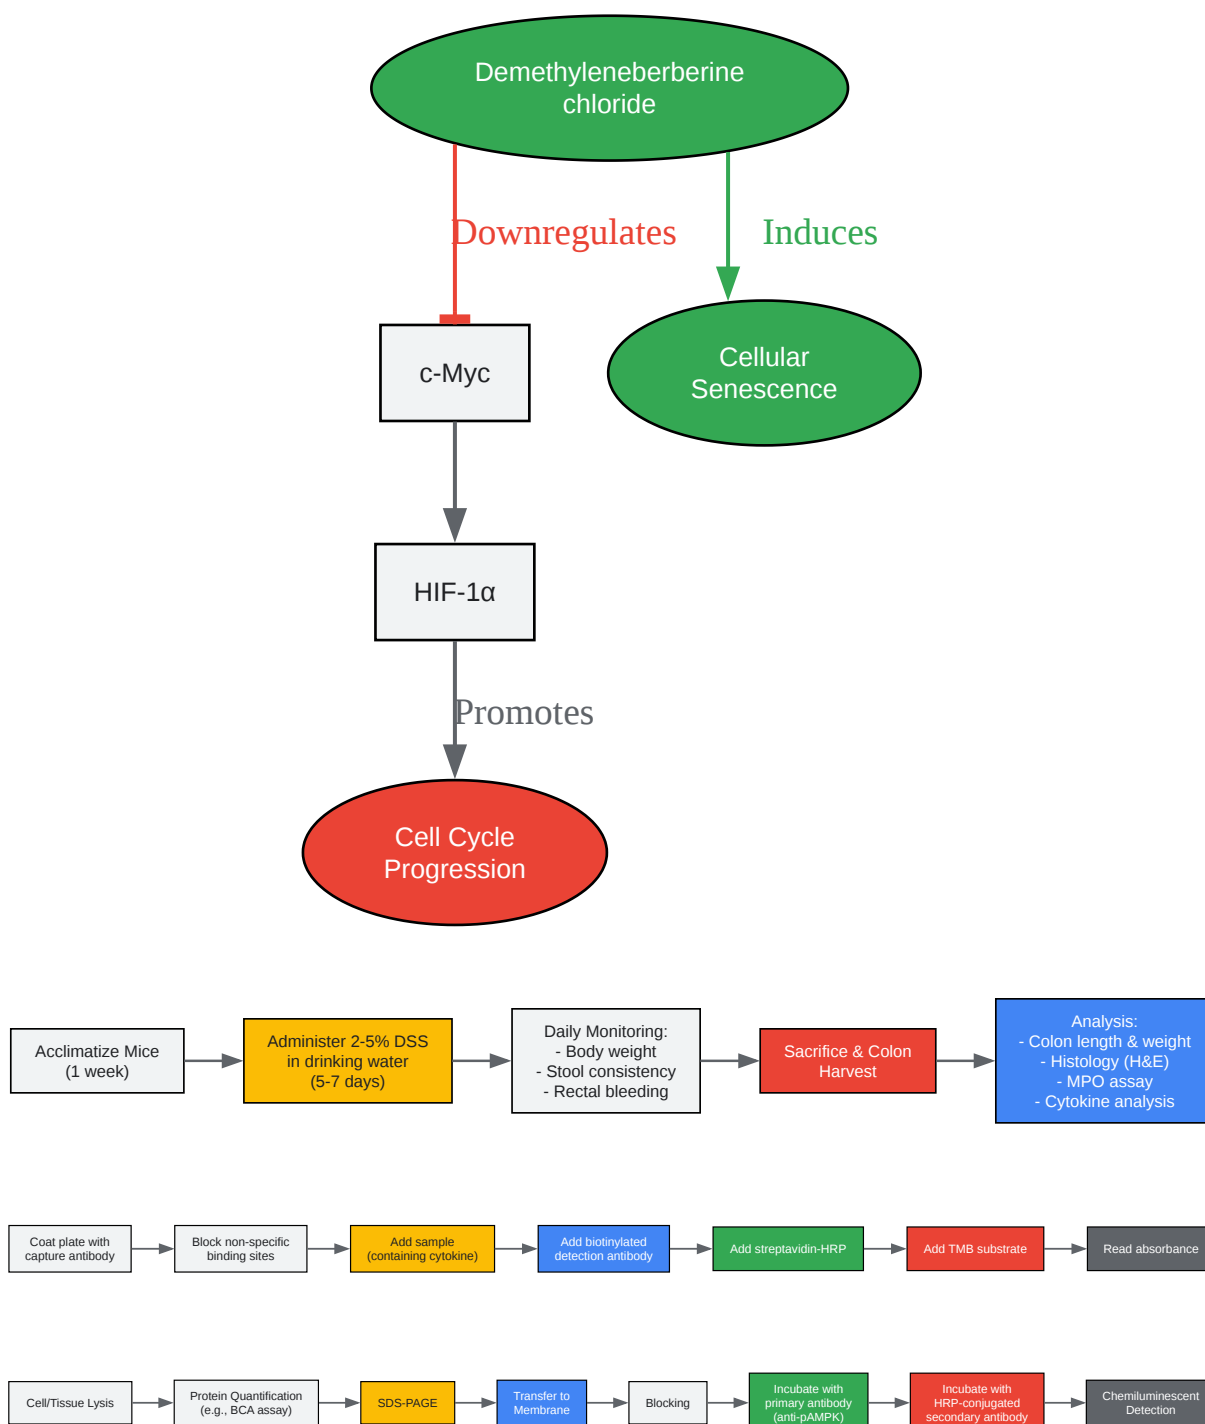 Demethyleneberberine
chloride
Downregulates
Induces
c-Myc
Cellular
Senescence
HIF-1α
Promotes
Cell Cycle
Progression
Acclimatize Mice
(1 week)
Administer 2-5% DSS
in drinking water
(5-7 days)
Daily Monitoring:
- Body weight
- Stool consistency
- Rectal bleeding
Sacrifice & Colon
Harvest
Analysis:
- Colon length & weight
- Histology (H&E)
- MPO assay
- Cytokine analysis
Coat plate with
capture antibody
Block non-specific
binding sites
Add sample
(containing cytokine)
Add biotinylated
detection antibody
Add streptavidin-HRP
Add TMB substrate
Read absorbance
Cell/Tissue Lysis
Protein Quantification
(e.g., BCA assay)
SDS-PAGE
Transfer to
Membrane
Blocking
Incubate with
primary antibody
(anti-pAMPK)
Incubate with
HRP-conjugated
secondary antibody
Chemiluminescent
Detection